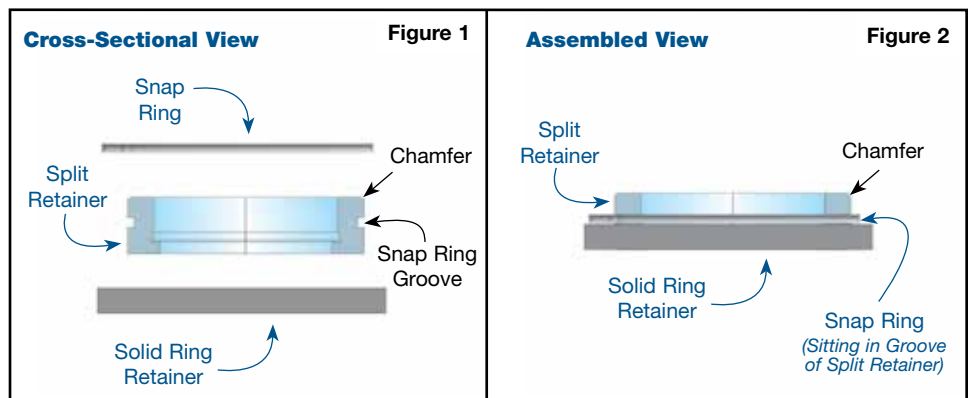 Cross-Sectional View
Figure 1
Snap
Ring
Chamfer
Split
Retainer
Snap Ring
Groove
Solid Ring
Retainer
Assembled View
Figure 2
Split
Retainer
Chamfer
Solid Ring
Retainer
Snap Ring
(Sitting in Groove
of Split Retainer)